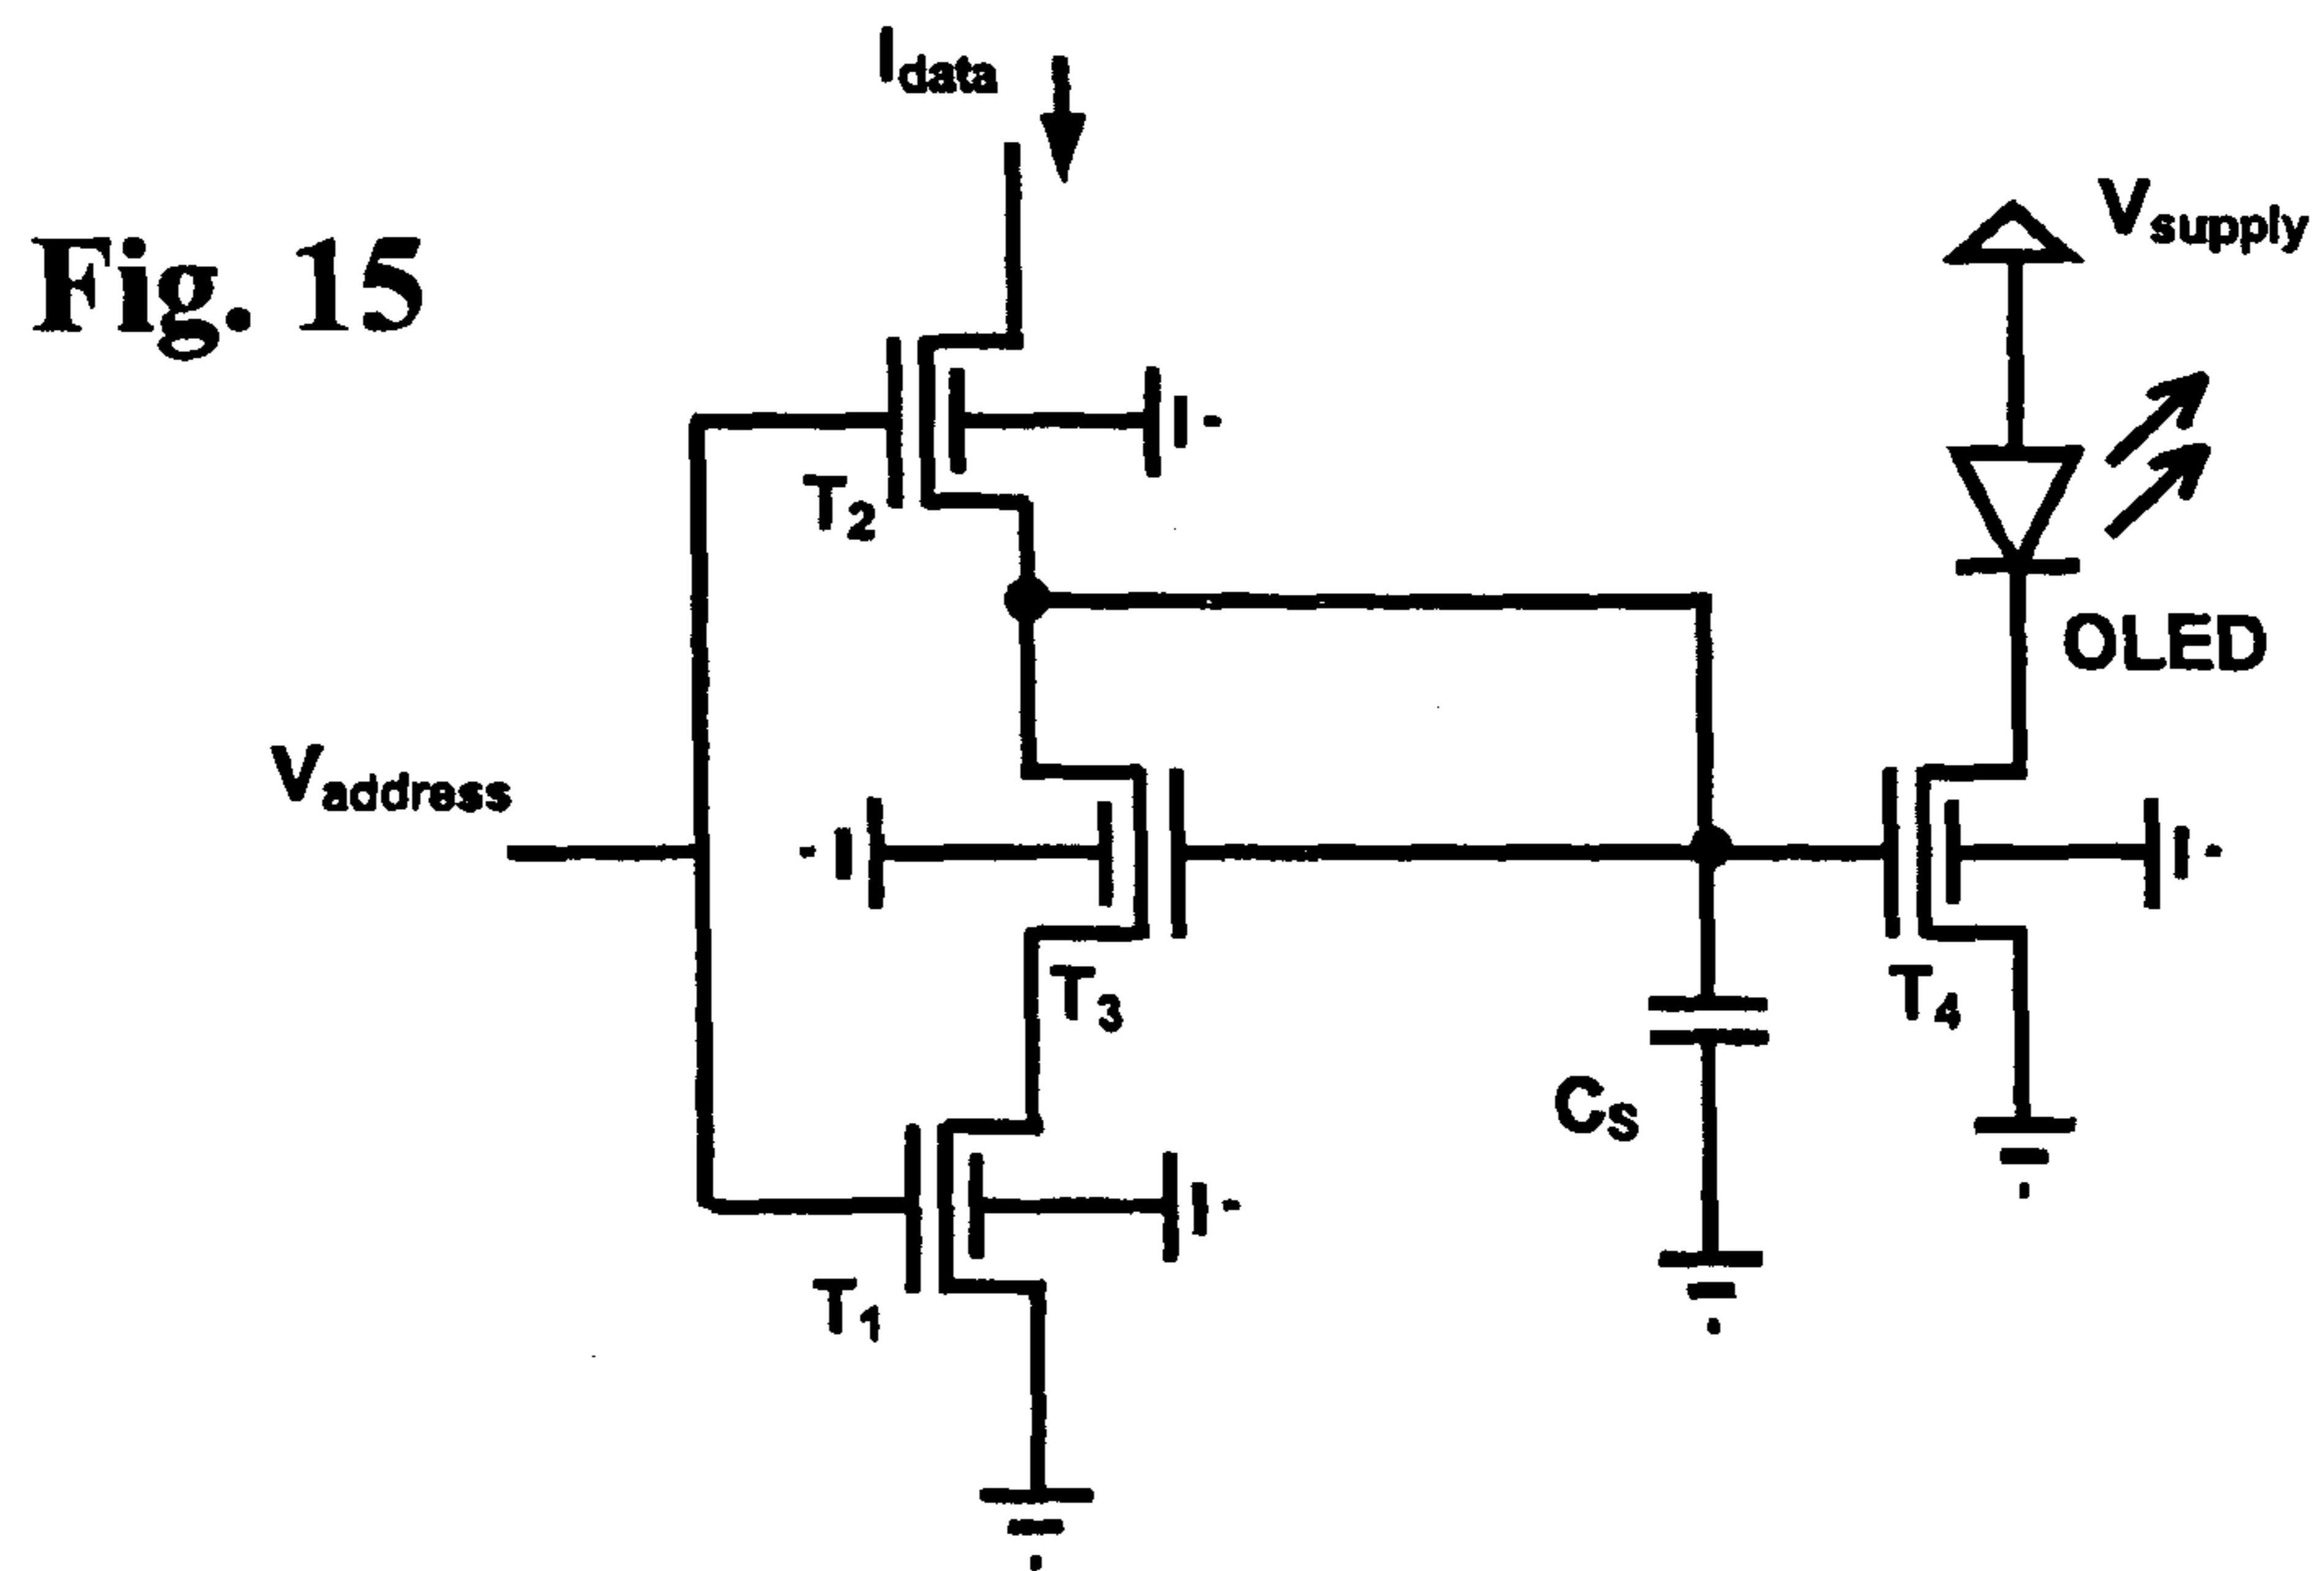 Idata
Vsupply
Fig. 15
T2
OLED
Vaddress
T3
T4
CS
T1